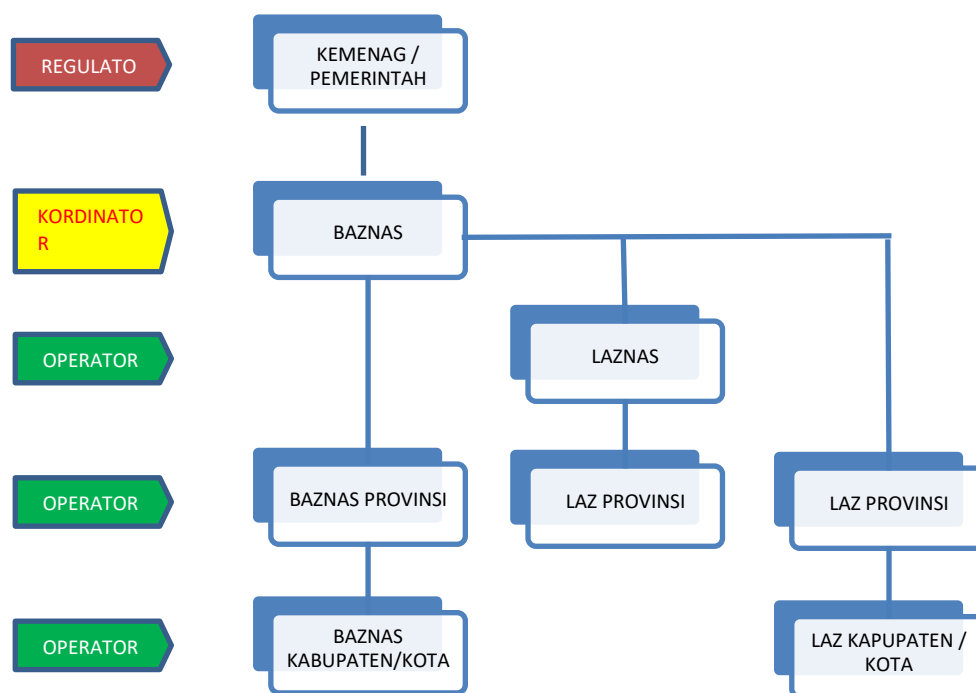 REGULATO
KEMENAG /
PEMERINTAH
KORDINATO
R
BAZNAS
OPERATOR
LAZNAS
OPERATOR
BAZNAS PROVINSI
LAZ PROVINSI
LAZ PROVINSI
OPERATOR
BAZNAS
KABUPATEN/KOTA
LAZ KAPUPATEN /
KOTA